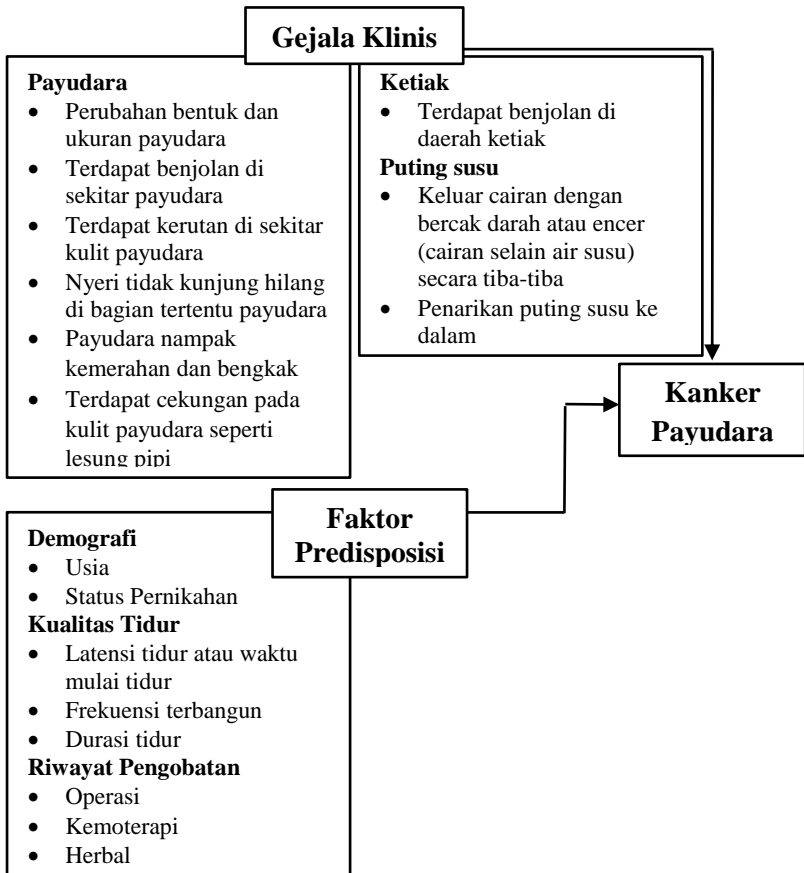 Gejala Klinis
Payudara
• Perubahan bentuk dan
ukuran payudara
• Terdapat benjolan di
sekitar payudara
• Terdapat kerutan di sekitar
kulit payudara
• Nyeri tidak kunjung hilang
di bagian tertentu payudara
• Payudara nampak
kemerahan dan bengkak
• Terdapat cekungan pada
kulit payudara seperti
lesung pipi
Ketiak
• Terdapat benjolan di
daerah ketiak
Puting susu
• Keluar cairan dengan
bercak darah atau encer
(cairan selain air susu)
secara tiba-tiba
• Penarikan puting susu ke
dalam
Kanker
Payudara
Faktor
Predisposisi
Demografi
• Usia
• Status Pernikahan
Kualitas Tidur
• Latensi tidur atau waktu
mulai tidur
• Frekuensi terbangun
• Durasi tidur
Riwayat Pengobatan
• Operasi
• Kemoterapi
• Herbal